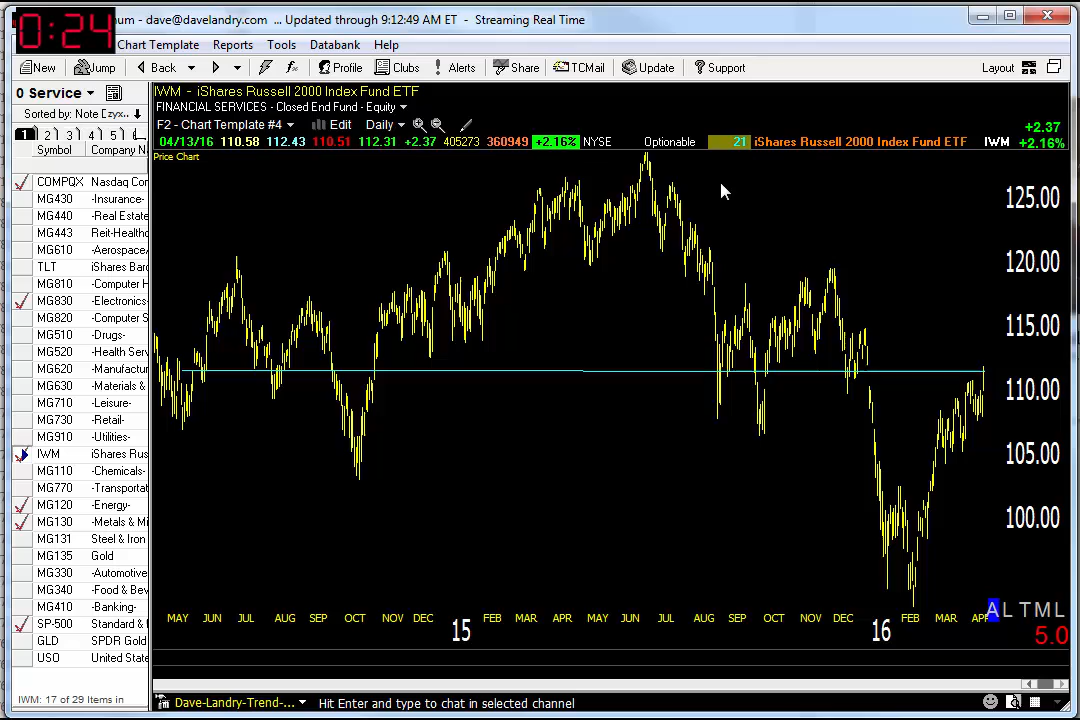 0:24
num - dave@davelandry.com ... Updated through 9:12:49 AM ET - Streaming Real Time
Chart Template Reports Tools Databank Help
New Jump Back Profile Clubs Alerts Share TCMail Update Support Layout
0 Service
Sorted by: Note [zyx..
1 2 3 4 5
Symbol Company N
COMPQX Nasdaq Cor
MG430 -Insurance-
MG440 -Real Estate
MG443 Reit-Healthc
MG610 -Aerospace/
TLT iShares Barc
MG810 -Computer H
MG830 -Electronics-
MG820 -Computer S
MG510 -Drugs-
MG520 -Health Serv
MG620 -Manufactur
MG630 -Materials &
MG710 -Leisure-
MG730 -Retail-
MG910 -Utilities-
IWM iShares Rus
MG110 -Chemicals-
MG770 -Transportat
MG120 -Energy-
MG130 -Metals & Mi
MG131 Steel & Iron
MG135 Gold
MG330 -Automotive
MG340 -Food & Bev
MG410 -Banking-
SP-500 Standard &
GLD SPDR Gold
USO United State
IWM: 17 of 29 Items in
IWM - iShares Russell 2000 Index Fund ETF
FINANCIAL SERVICES - Closed End Fund - Equity
F2 - Chart Template #4 Edit Daily
04/13/16 110.58 112.43 110.51 112.31 +2.37 405273 360949 +2.16% NYSE Optionable 21 iShares Russell 2000 Index Fund ETF IWM
+2.37
+2.16%
Price Chart
125.00
120.00
115.00
110.00
105.00
100.00
MAY JUN JUL AUG SEP OCT NOV DEC 15 FEB MAR APR MAY JUN JUL AUG SEP OCT NOV DEC 16 FEB MAR APR
A L T M L
5.0
Dave-Landry-Trend-... Hit Enter and type to chat in selected channel